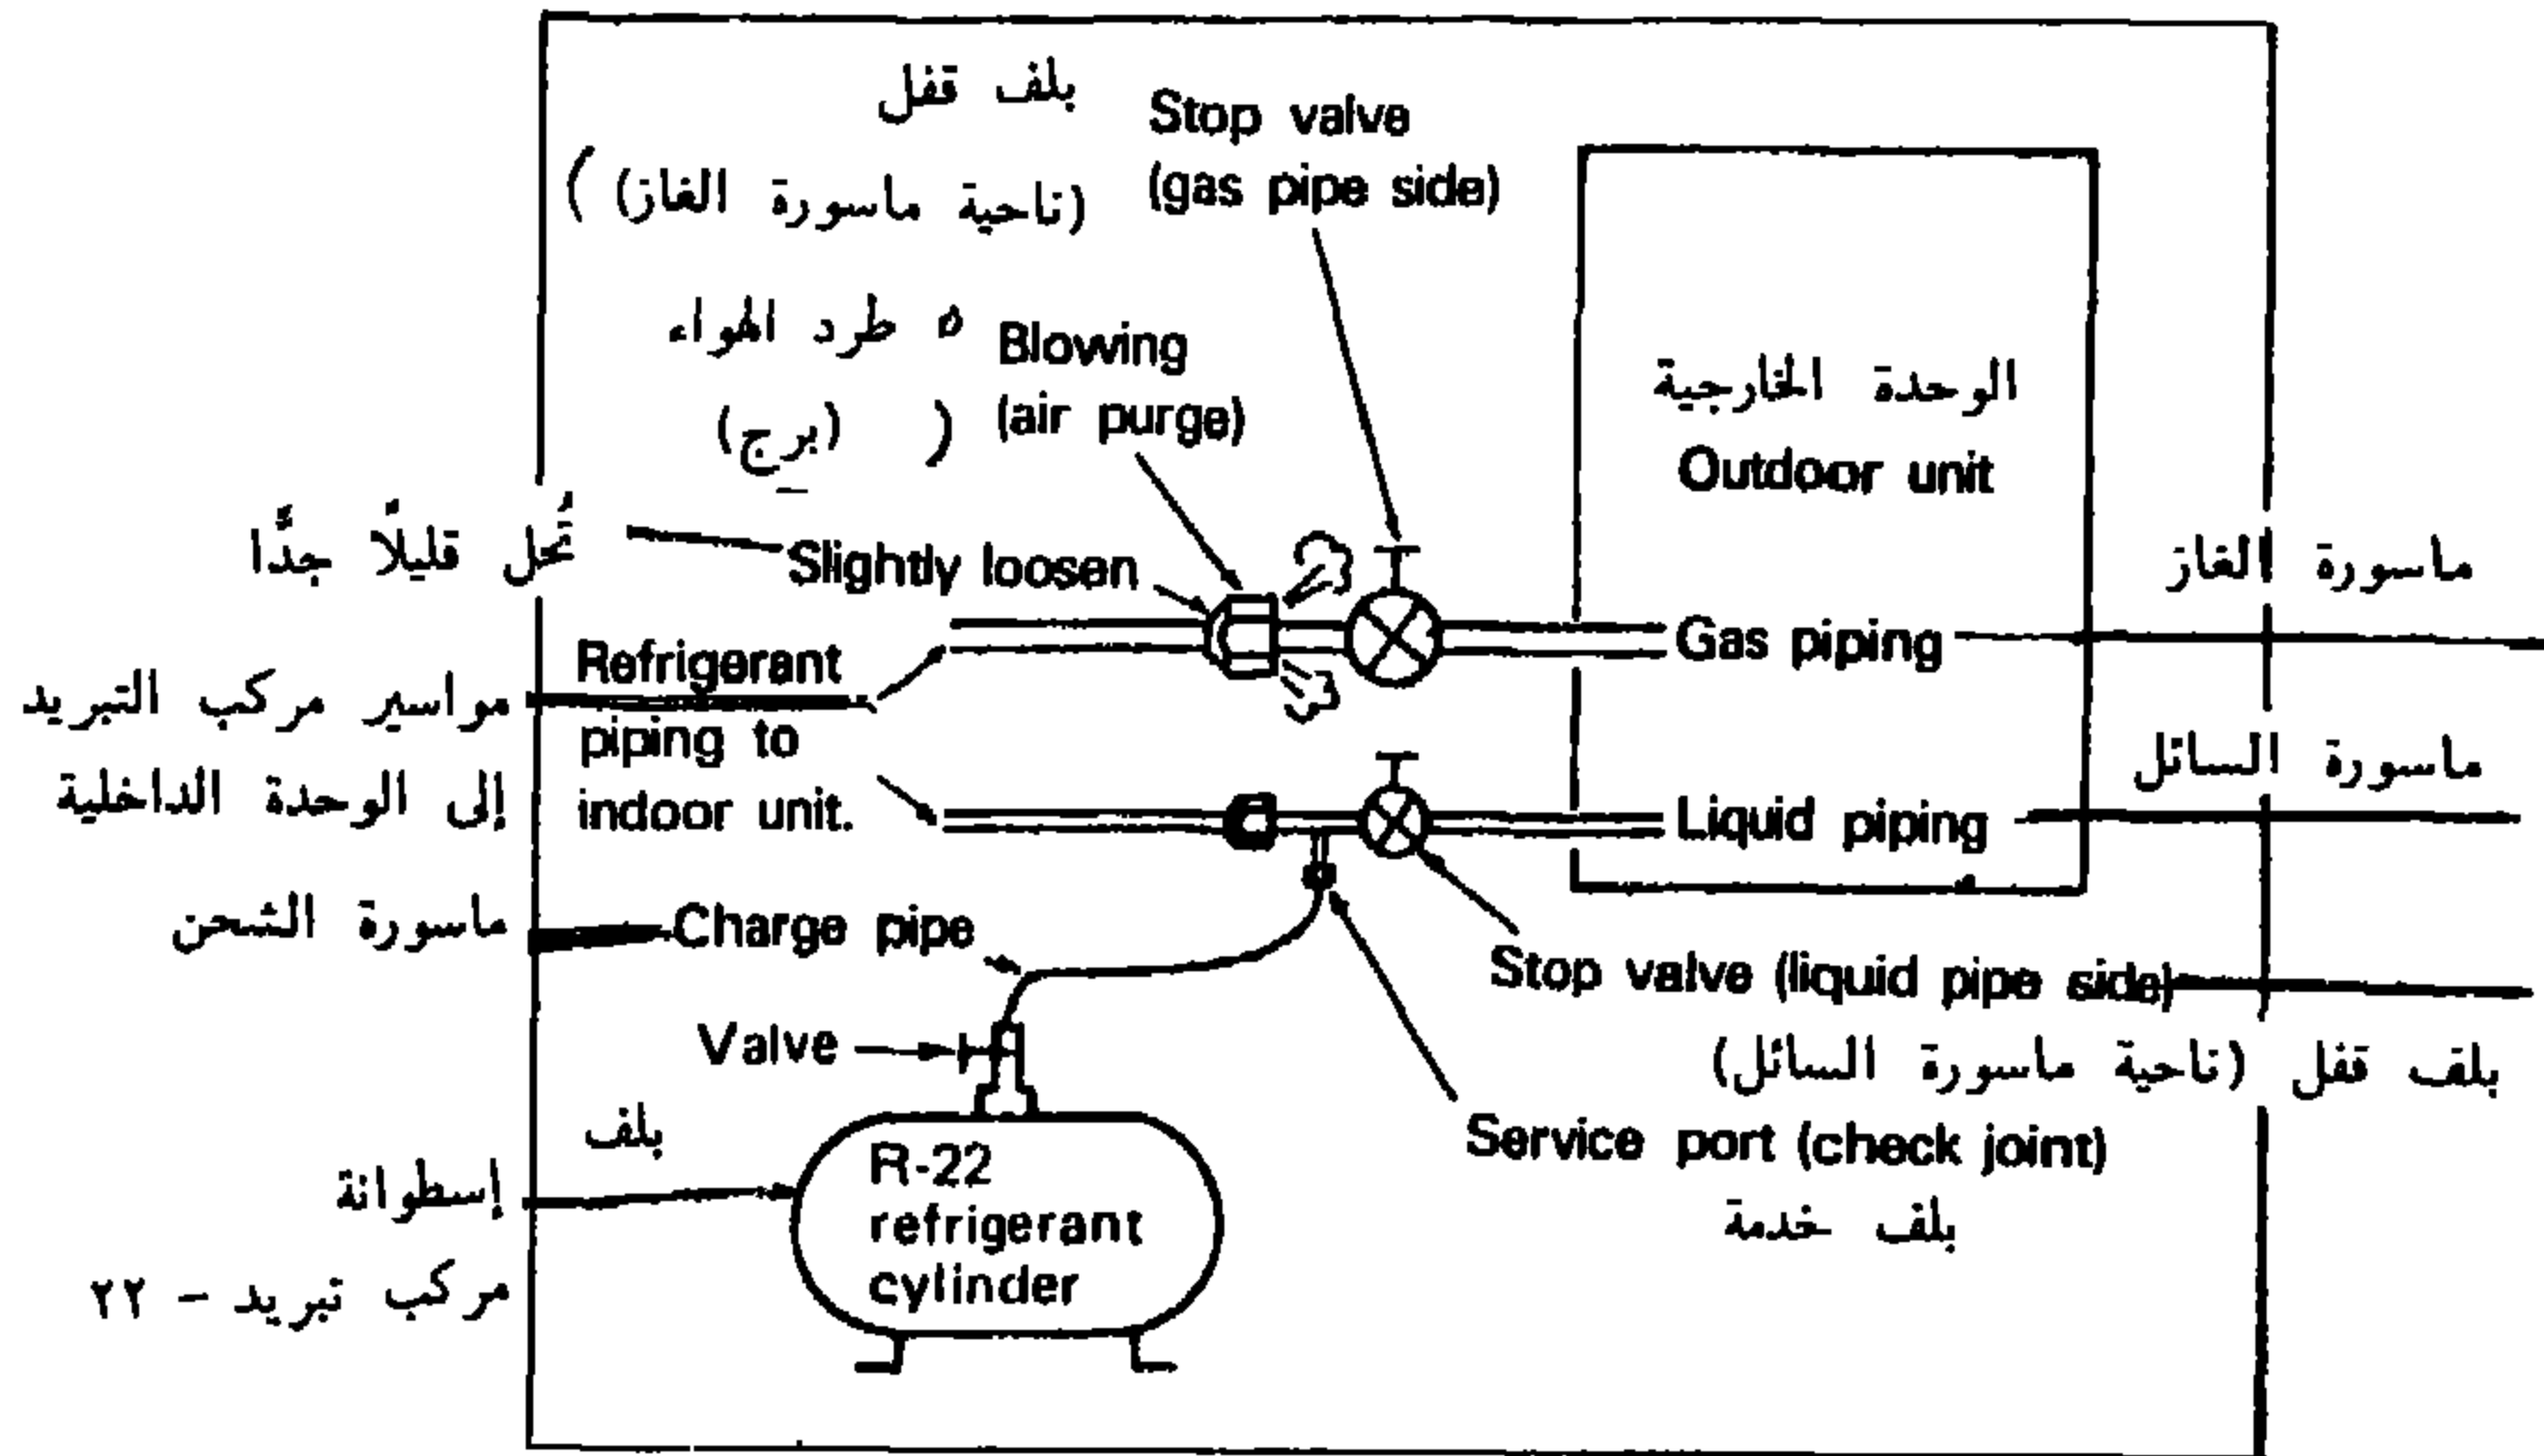 بلف قفل
Stop valve
(ناحية ماسورة الغاز)
(gas pipe side)
طرد الهواء
Blowing
(برج)
(air purge)
الوحدة الخارجية
Outdoor unit
تُحل قليلًا جدًّا
Slightly loosen
ماسورة الغاز
Gas piping
مواسير مركب التبريد
إلى الوحدة الداخلية
Refrigerant
piping to
indoor unit.
ماسورة السائل
Liquid piping
ماسورة الشحن
Charge pipe
Stop valve (liquid pipe side)
بلف قفل (ناحية ماسورة السائل)
Valve
بلف
Service port (check joint)
بلف خدمة
إسطوانة
مركب تبريد - ٢٢
R-22
refrigerant
cylinder